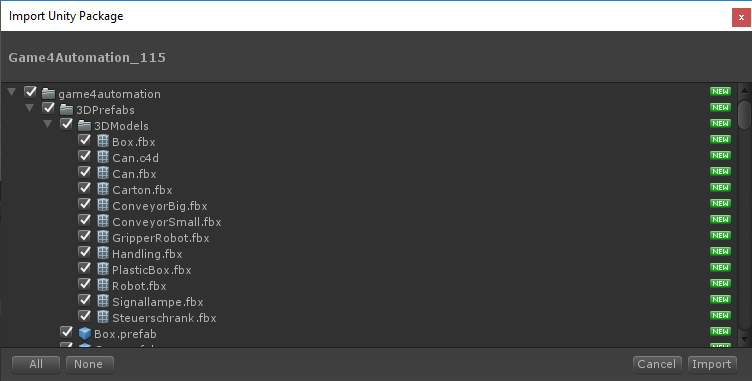 Import Unity Package x
Game4Automation_115
game4automation NEW
3DPrefabs NEW
3DModels NEW
Box.fbx NEW
Can.c4d NEW
Can.fbx NEW
Carton.fbx NEW
ConveyorBig.fbx NEW
ConveyorSmall.fbx NEW
GripperRobot.fbx NEW
Handling.fbx NEW
PlasticBox.fbx NEW
Robot.fbx NEW
Signallampe.fbx NEW
Steuerschrank.fbx NEW
Box.prefab NEW
All None Cancel Import